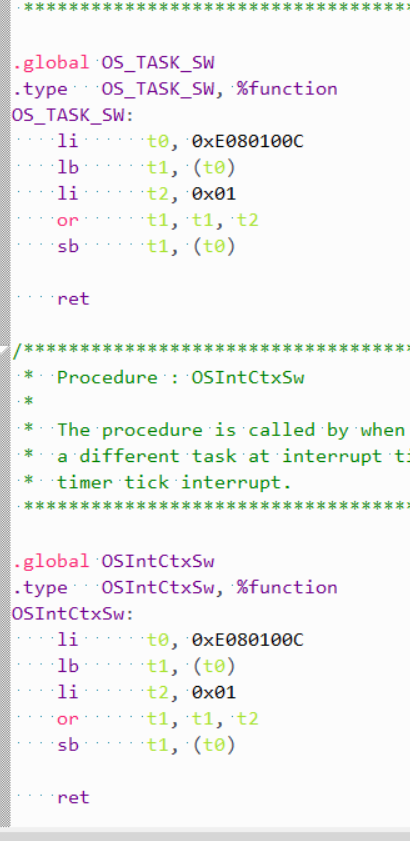 *************************************
.global OS_TASK_SW
.type OS_TASK_SW, %function
OS_TASK_SW:
li t0, 0xE080100C
lb t1, (t0)
li t2, 0x01
or t1, t1, t2
sb t1, (t0)
ret
/************************************
* Procedure : OSIntCtxSw
*
* The procedure is called by when
* a different task at interrupt ti
* timer tick interrupt.
*************************************
.global OSIntCtxSw
.type OSIntCtxSw, %function
OSIntCtxSw:
li t0, 0xE080100C
lb t1, (t0)
li t2, 0x01
or t1, t1, t2
sb t1, (t0)
ret